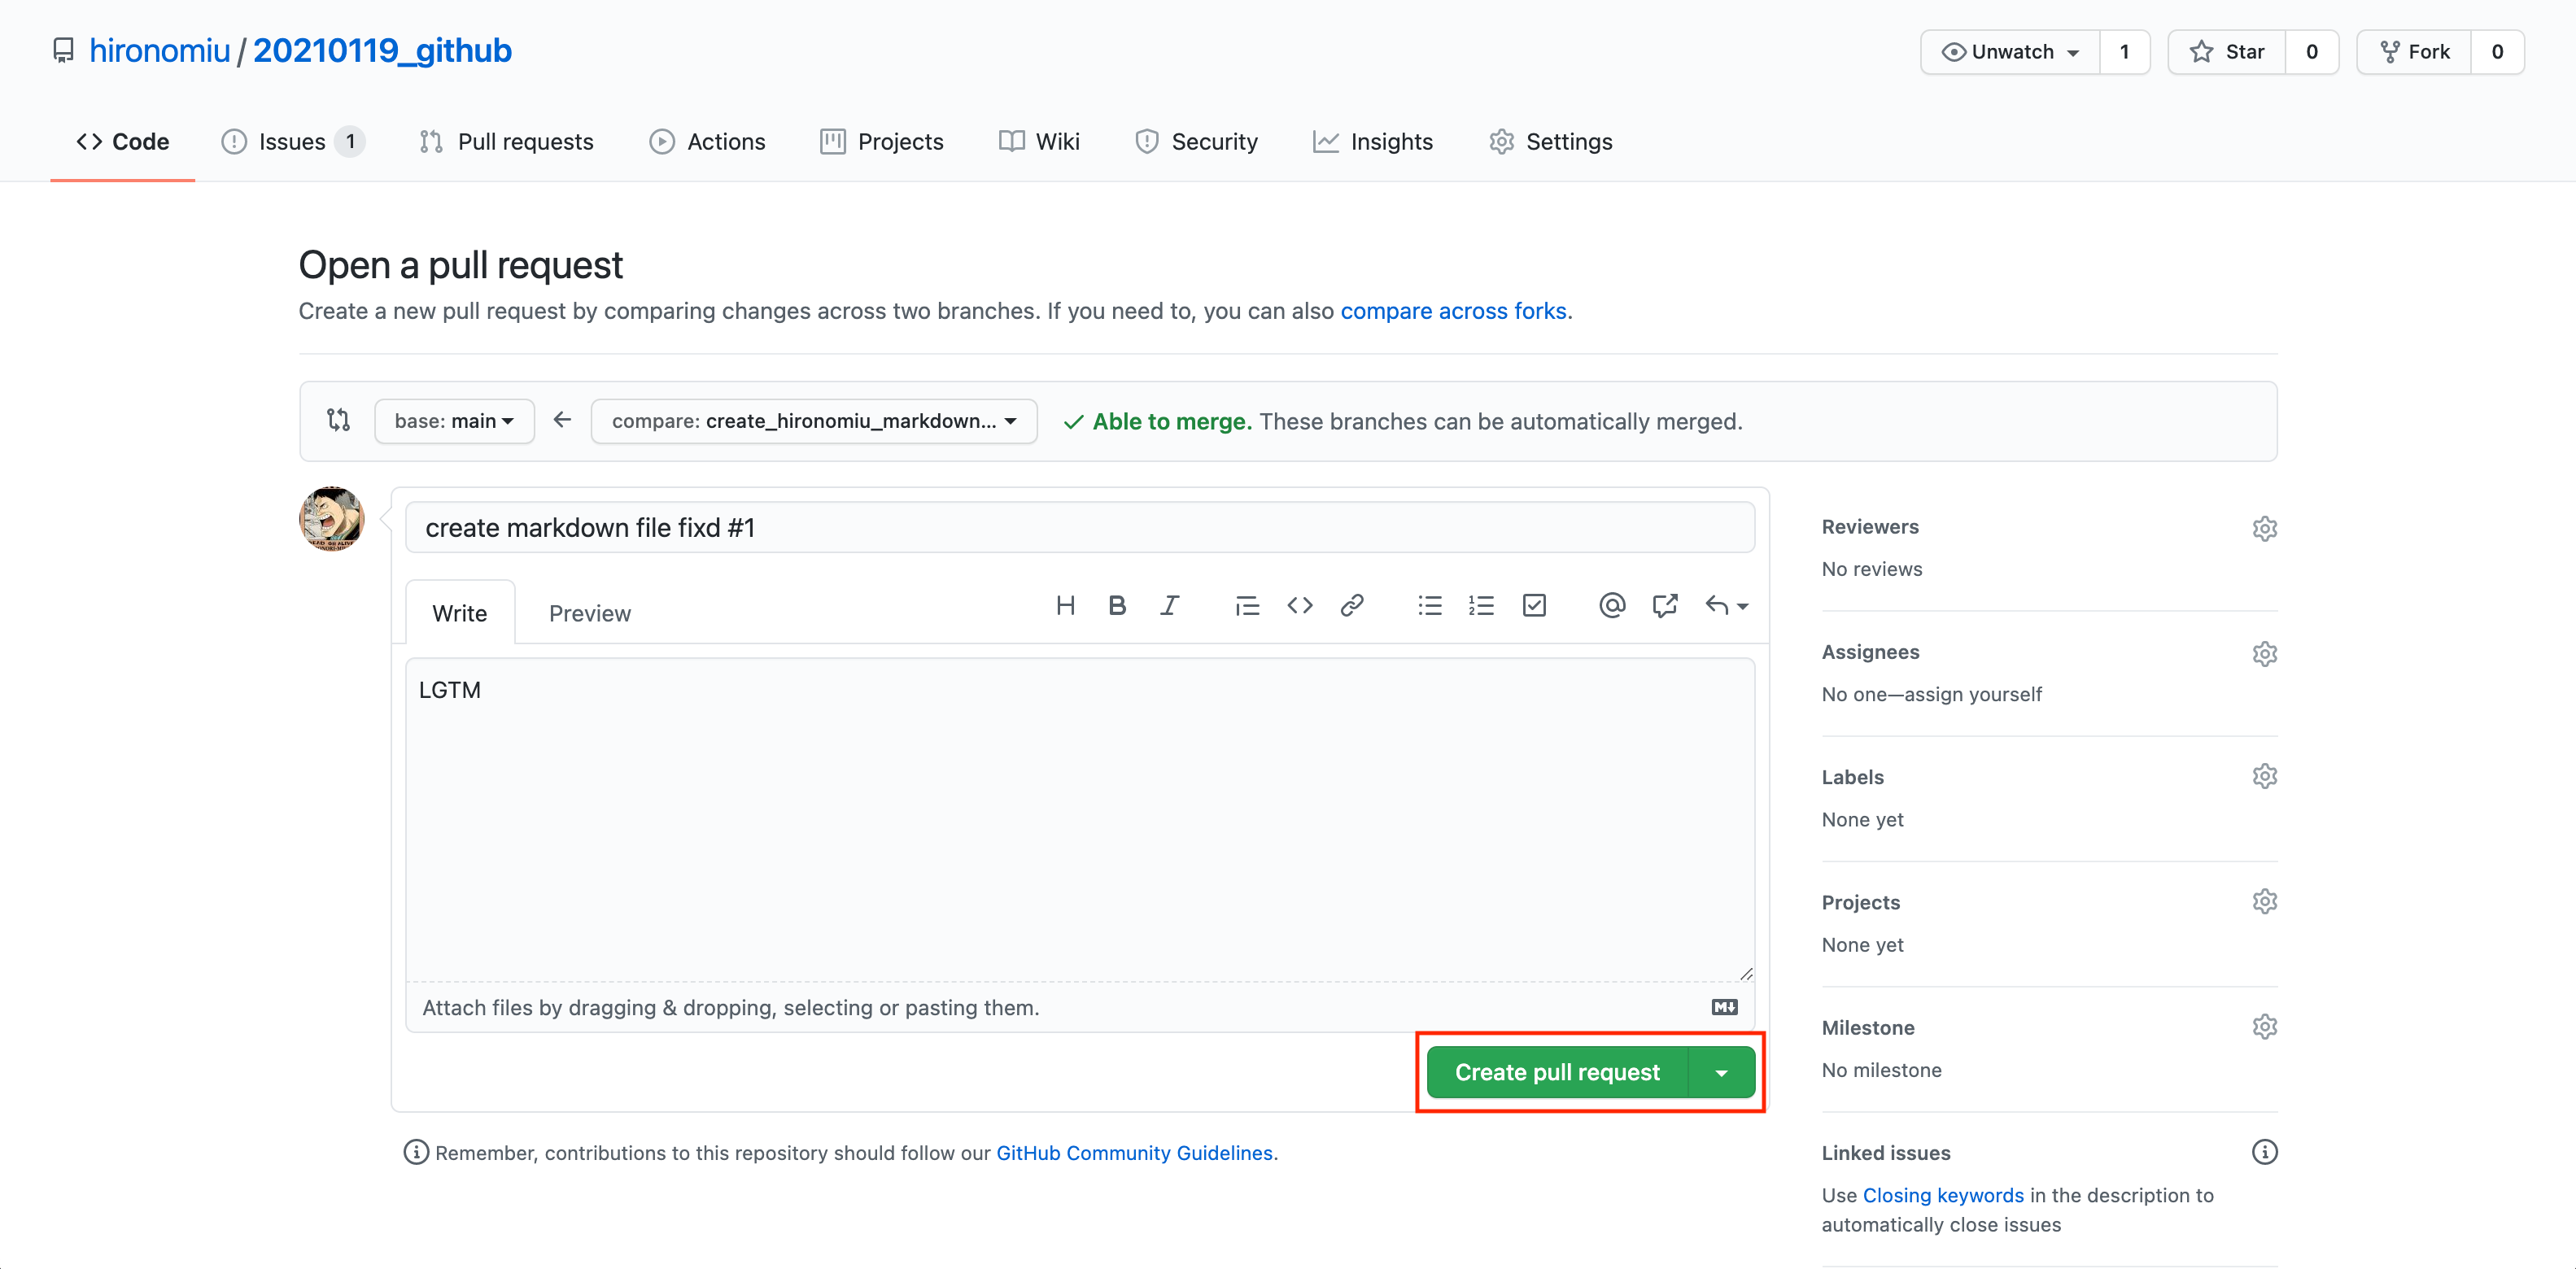 hironomiu / 20210119_github
Unwatch 1 Star 0 Fork 0
Code Issues 1 Pull requests Actions Projects Wiki Security Insights Settings
Open a pull request
Create a new pull request by comparing changes across two branches. If you need to, you can also compare across forks.
base: main compare: create_hironomiu_markdown... Able to merge. These branches can be automatically merged.
create markdown file fixd #1
Write Preview
LGTM
Attach files by dragging & dropping, selecting or pasting them.
Create pull request
Remember, contributions to this repository should follow our GitHub Community Guidelines.
Reviewers
No reviews
Assignees
No one—assign yourself
Labels
None yet
Projects
None yet
Milestone
No milestone
Linked issues
Use Closing keywords in the description to
automatically close issues